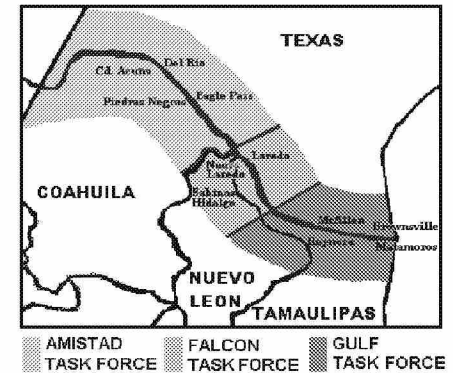 TEXAS
Del Rio
Cd. Acuna
Eagle Pass
Piedras Negras
Laredo
Nuevo
Laredo
Sabinas
Hidalgo
COAHUILA
McAllen
Brownsville
Reynosa
Matamoros
NUEVO
LEON
TAMAULIPAS
AMISTAD
TASK FORCE
FALCON
TASK FORCE
GULF
TASK FORCE